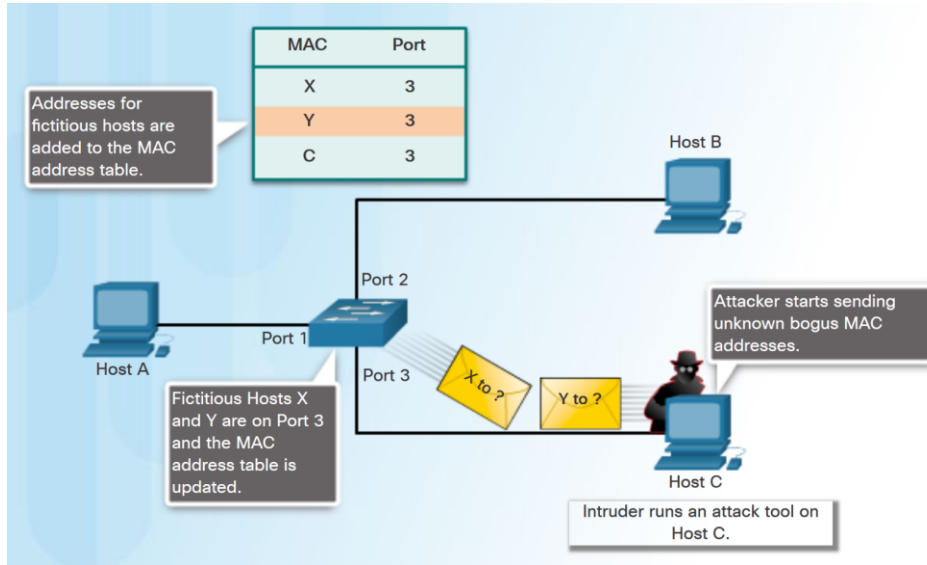 MAC Port
X 3
Y 3
C 3
Addresses for
fictitious hosts are
added to the MAC
address table.
Host B
Port 2
Attacker starts sending
unknown bogus MAC
addresses.
Port 1
Host A
Port 3
X to ?
Y to ?
Fictitious Hosts X
and Y are on Port 3
and the MAC
address table is
updated.
Host C
Intruder runs an attack tool on
Host C.